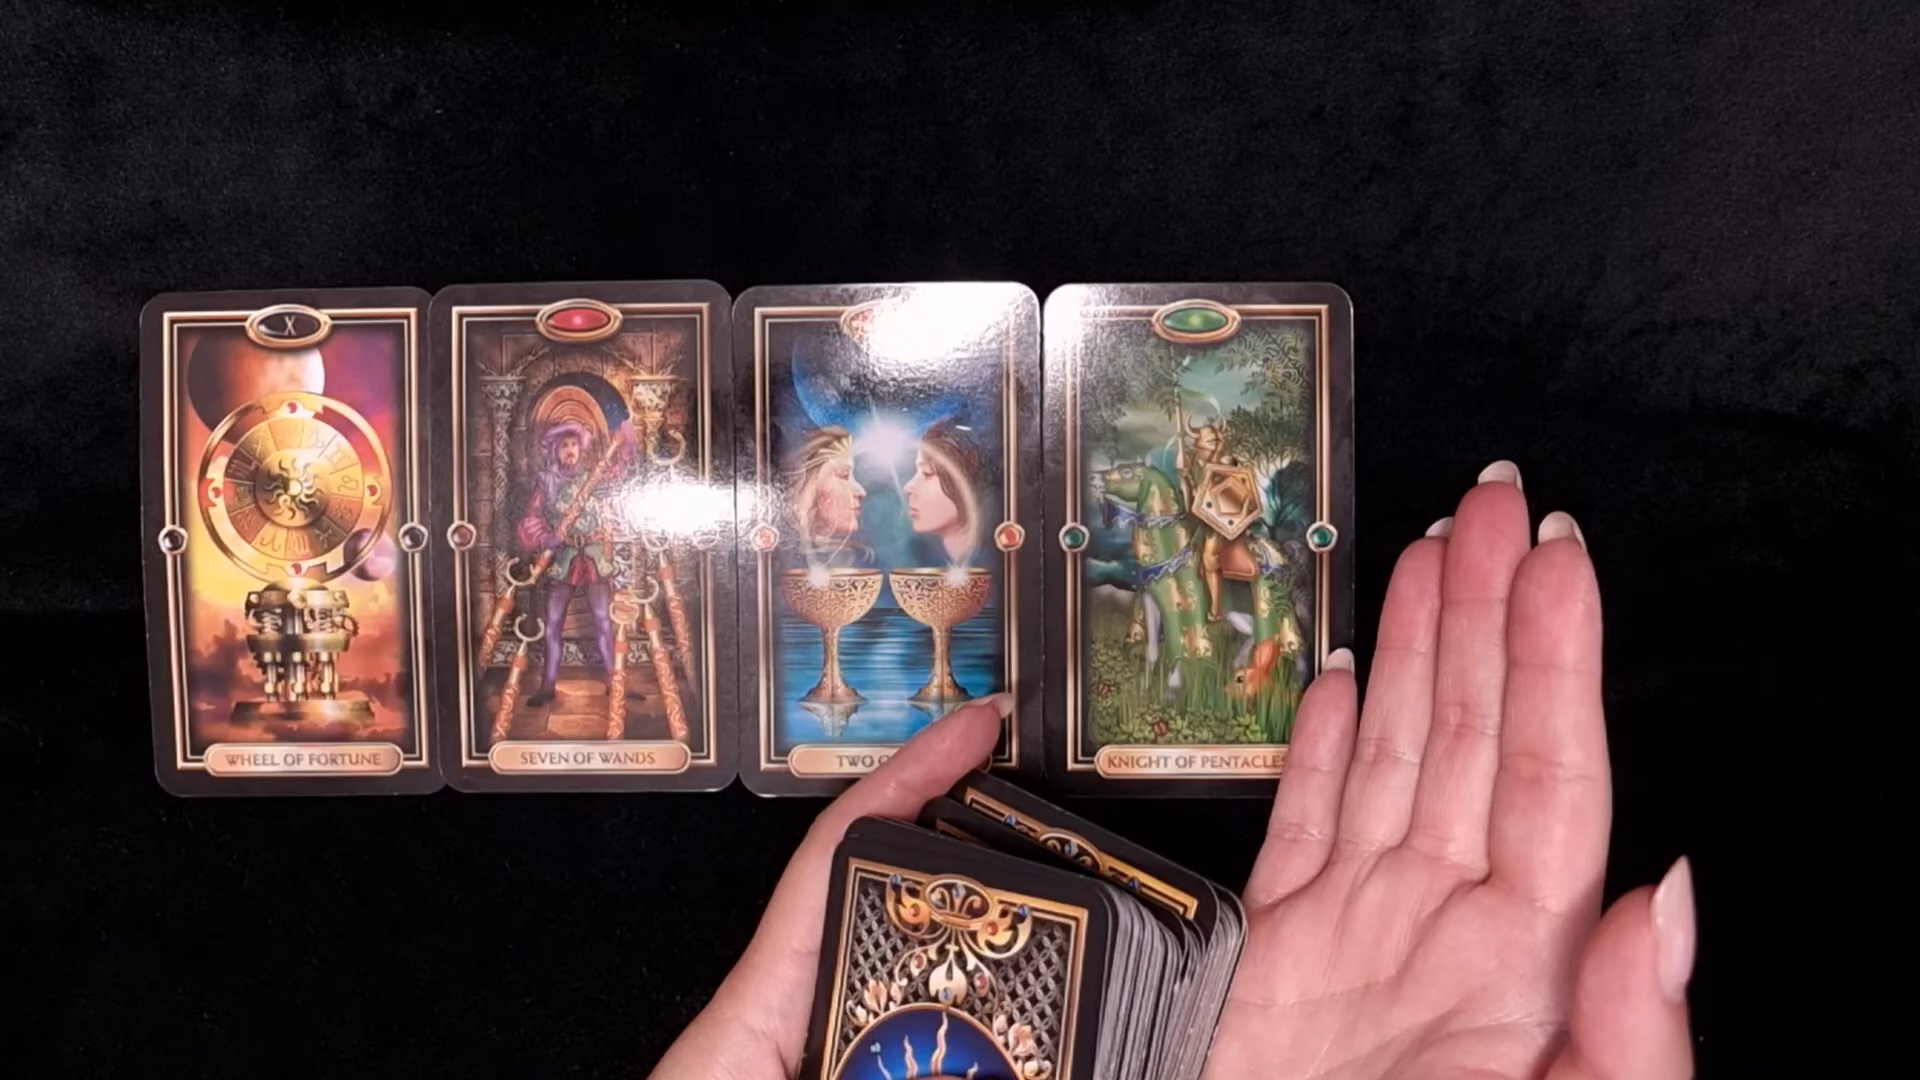 X
WHEEL OF FORTUNE
SEVEN OF WANDS
TWO
KNIGHT OF PENTACLES